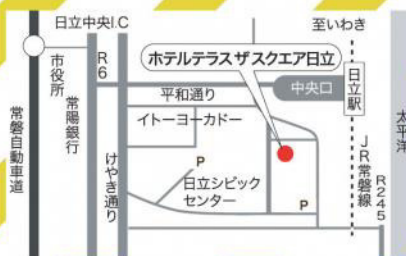 日立中央I.C
至いわき
R6
ホテルテラス ザ スクエア日立
市役所
常陽銀行
平和通り
中央口
日立駅
イトーヨーカドー
常磐自動車道
けやき通り
P
日立シビック
センター
P
JR常磐線
R245
太平洋